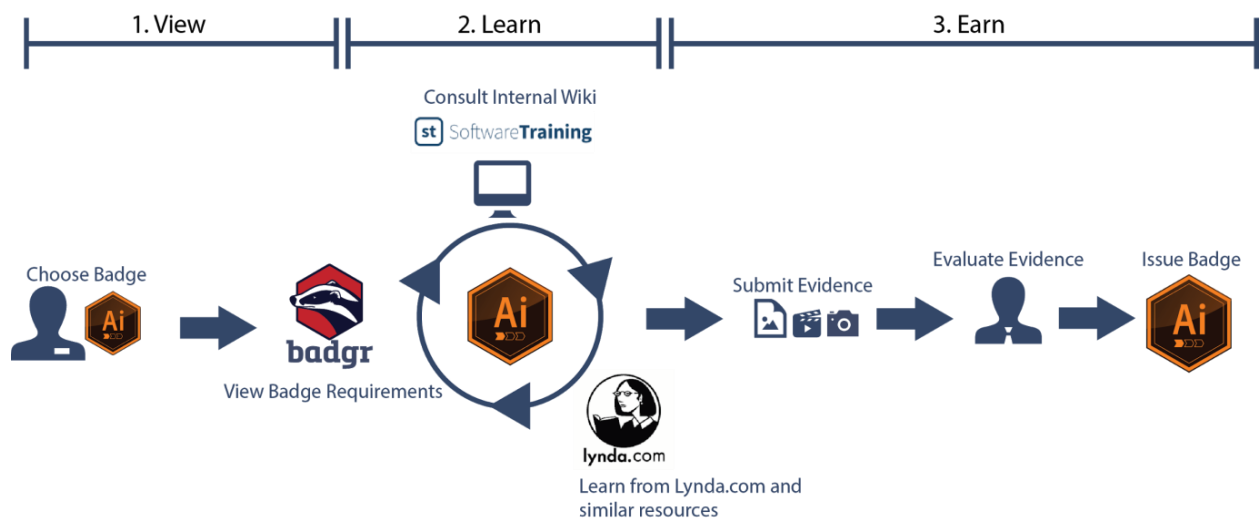 1. View
2. Learn
3. Earn
Consult Internal Wiki
st SoftwareTraining
Choose Badge
Ai
badgr
View Badge Requirements
Ai
lynda.com
Learn from Lynda.com and
similar resources
Submit Evidence
Evaluate Evidence
Issue Badge
Ai